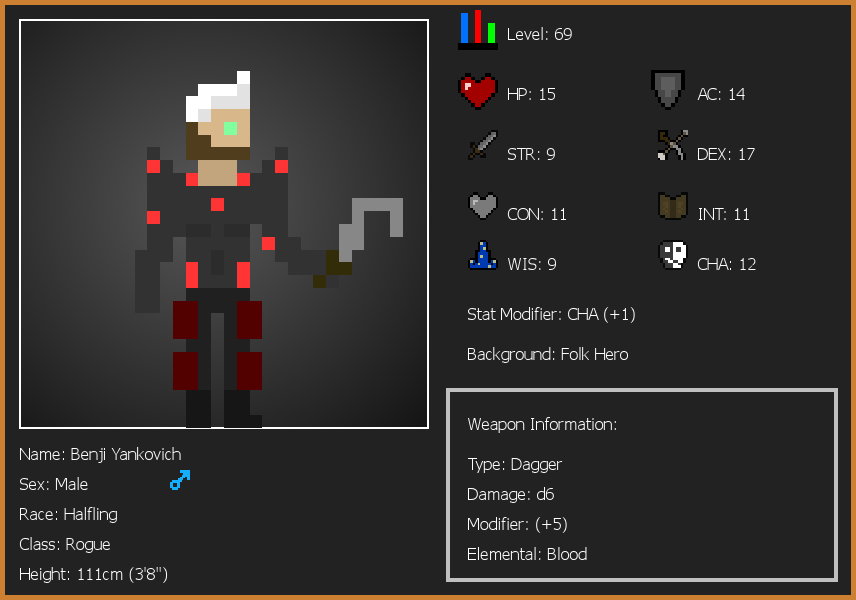 Level: 69
HP: 15
AC: 14
STR: 9
DEX: 17
CON: 11
INT: 11
WIS: 9
CHA: 12
Stat Modifier: CHA (+1)
Background: Folk Hero
Weapon Information:
Type: Dagger
Damage: d6
Modifier: (+5)
Elemental: Blood
Name: Benji Yankovich
Sex: Male
Race: Halfling
Class: Rogue
Height: 111cm (3'8")